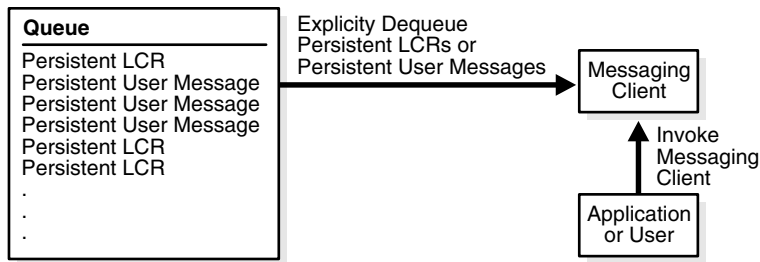 Queue
Persistent LCR
Persistent User Message
Persistent User Message
Persistent User Message
Persistent LCR
Persistent LCR
.
.
.
Explicity Dequeue
Persistent LCRs or
Persistent User Messages
Messaging
Client
Invoke
Messaging
Client
Application
or User